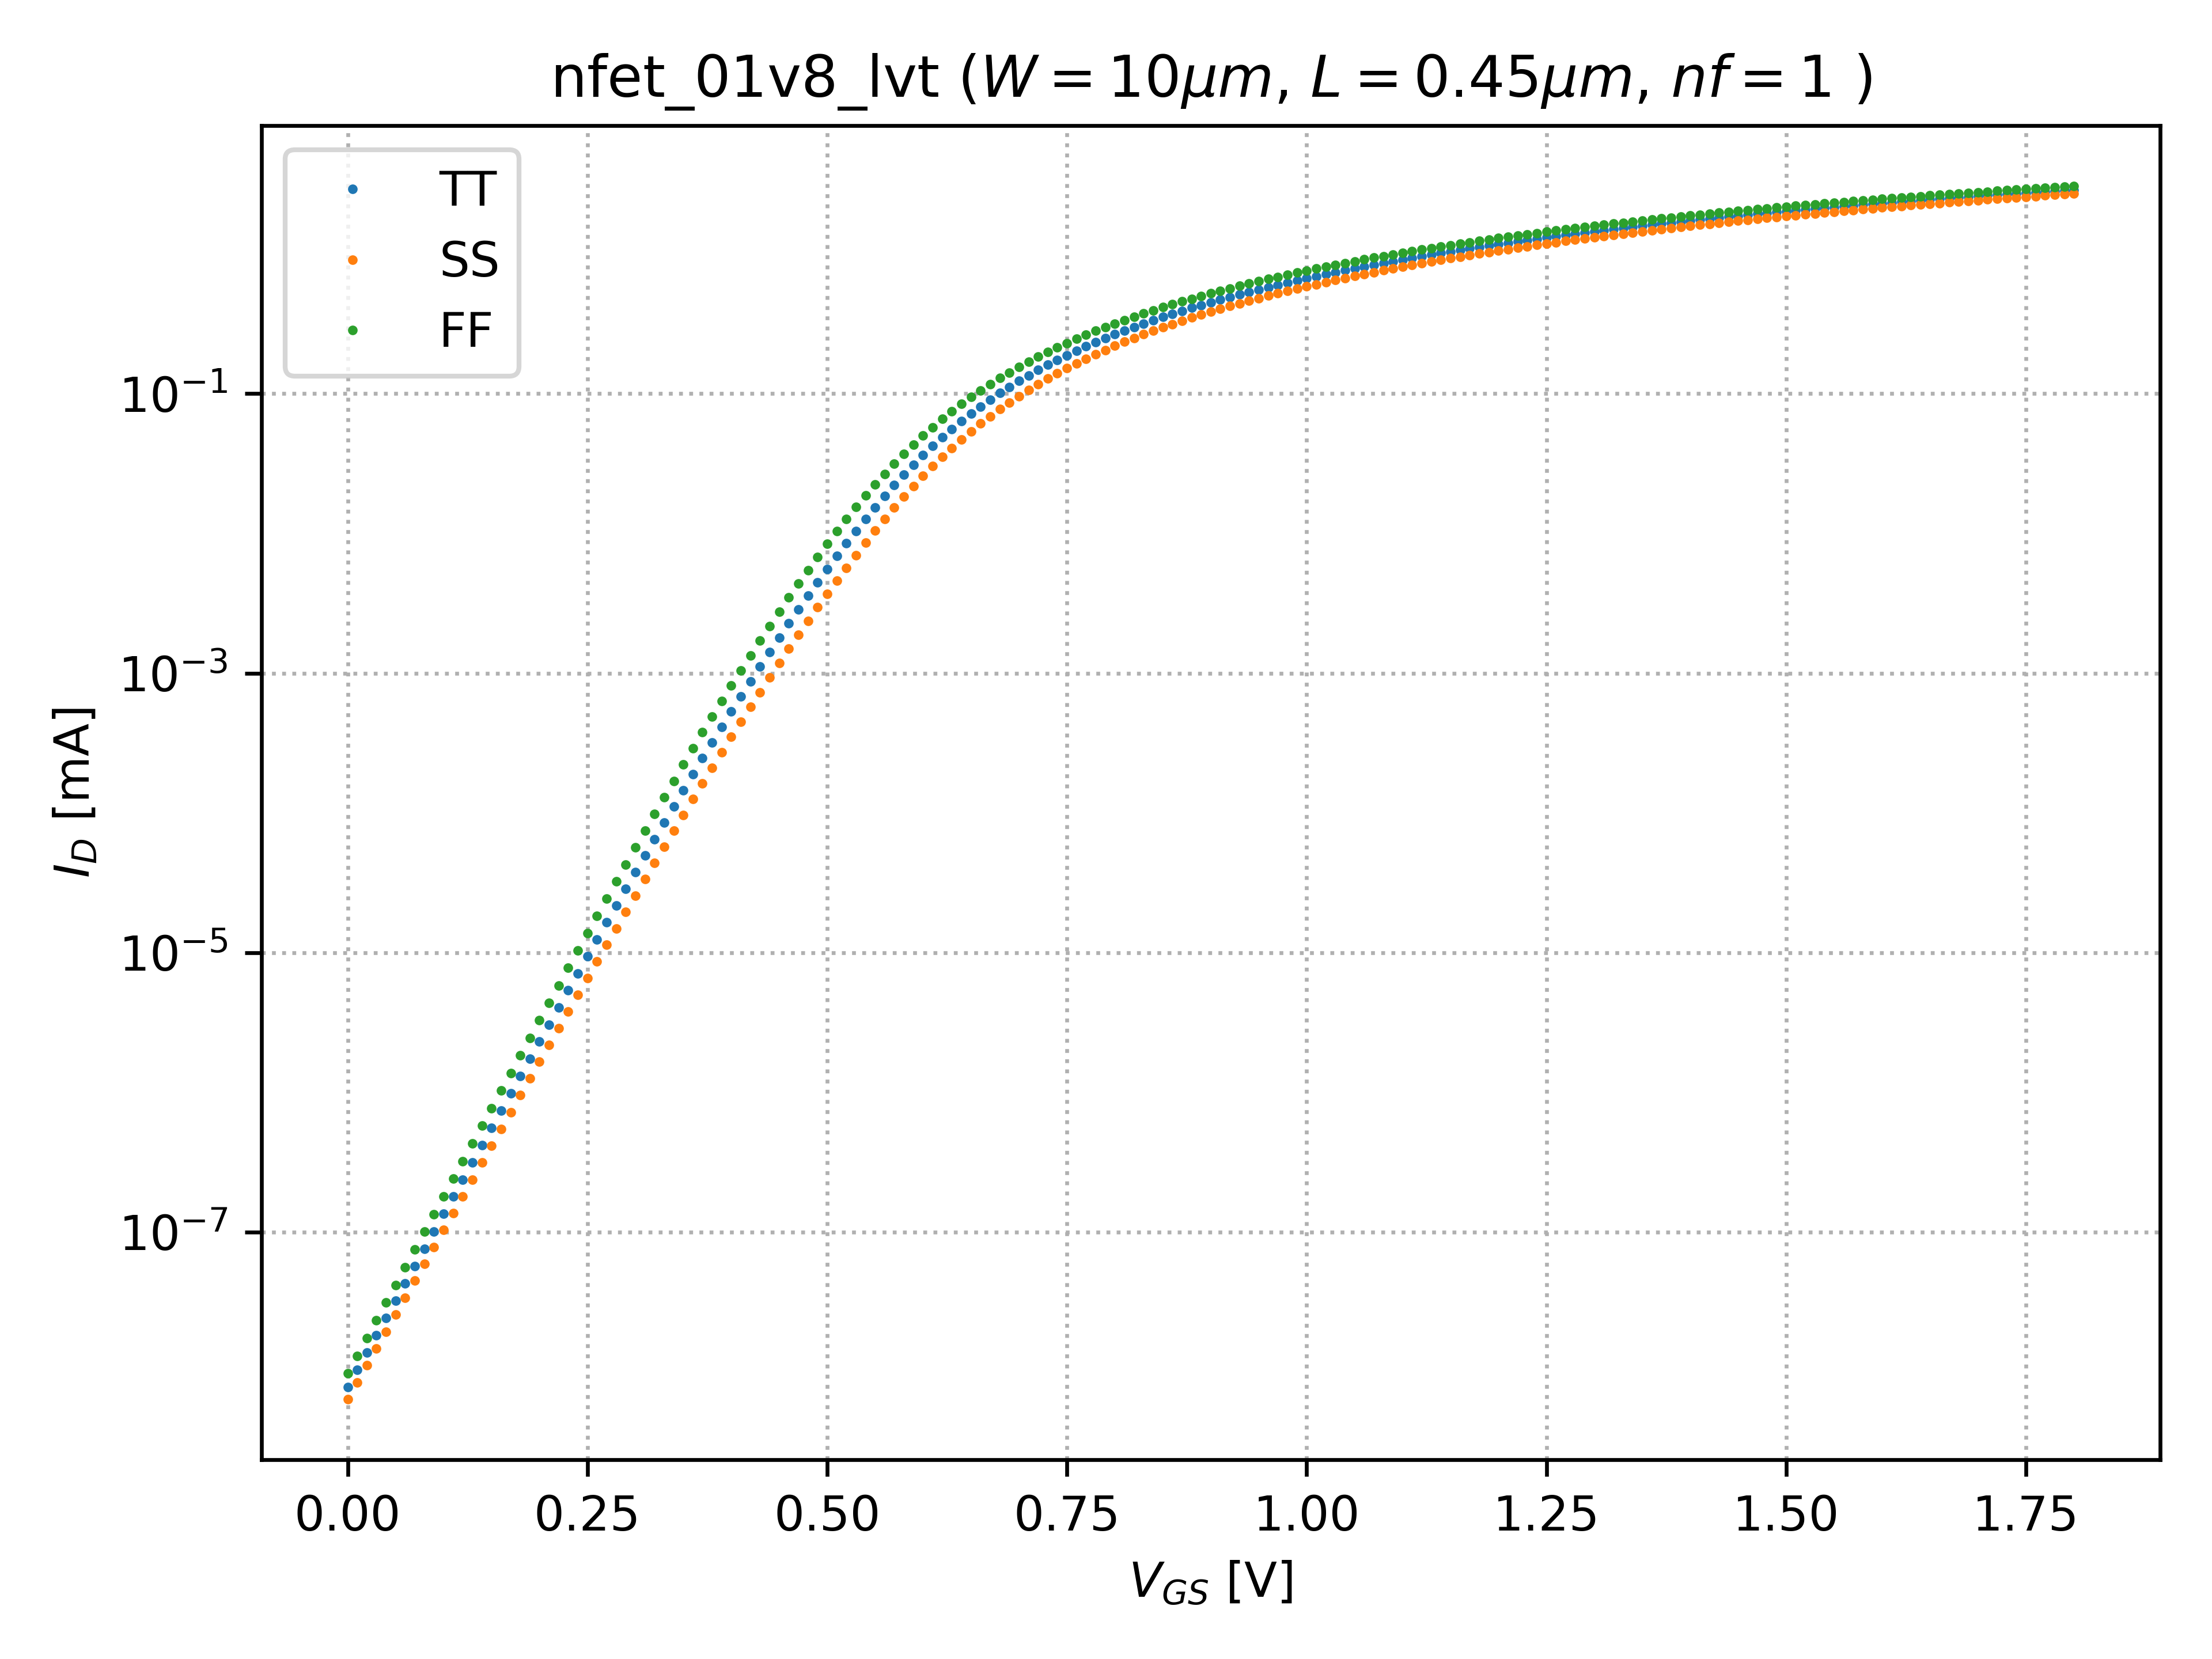 nfet_01v8_lvt (W = 10μm, L = 0.45μm, nf = 1 )
TT
SS
FF
10⁻¹
10⁻³
10⁻⁵
10⁻⁷
I_D [mA]
0.00 0.25 0.50 0.75 1.00 1.25 1.50 1.75
V_GS [V]